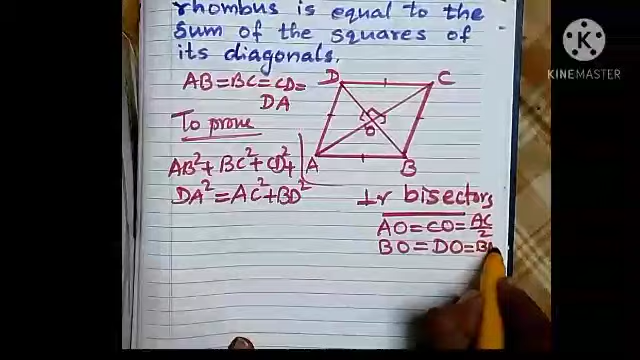 rhombus is equal to the
sum of the squares of
its diagonals.
AB=BC=CD=
DA
To prove
AB²+BC²+CD²+
DA²=AC²+BD²
D
C
O
A
B
⊥r bisectors
AO=CO=AC/2
BO=DO=B
K
KINEMASTER